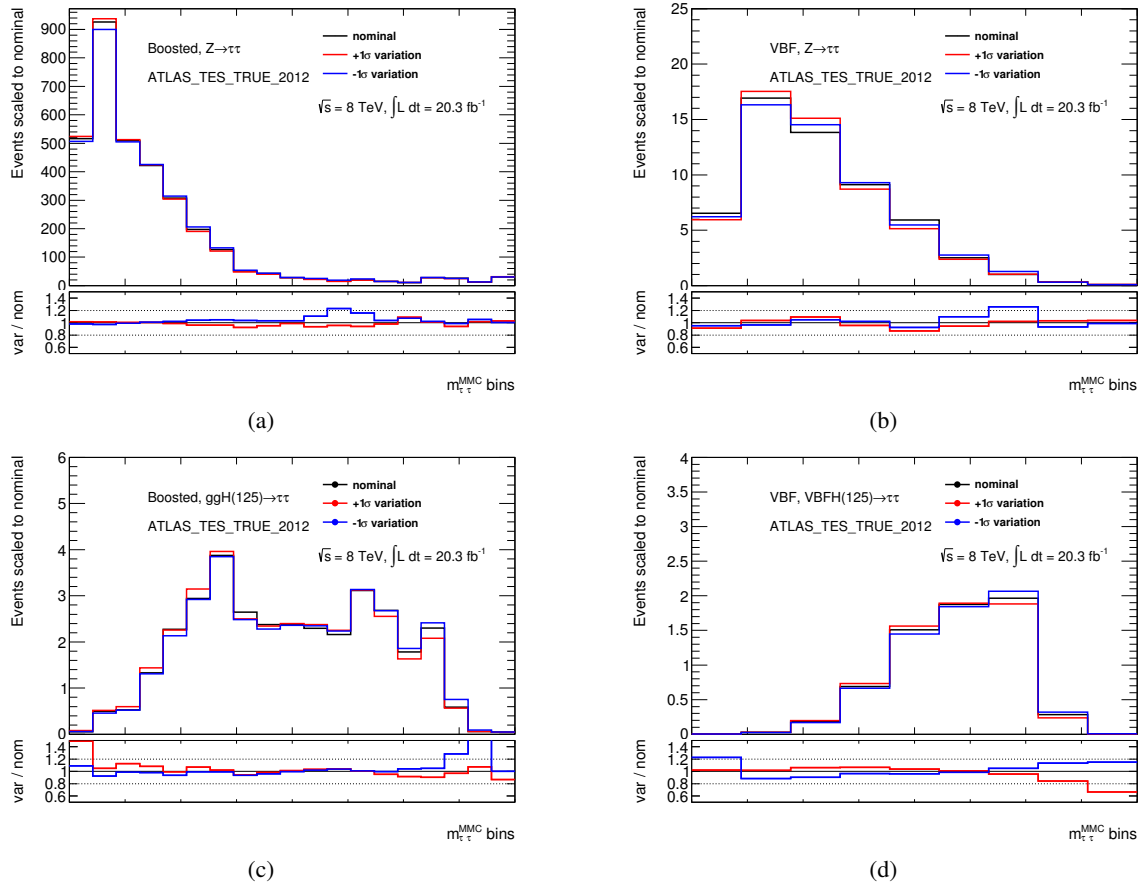 Events scaled to nominal
900
800
700
600
500
400
300
200
100
0
Boosted, Z→ττ
ATLAS_TES_TRUE_2012
nominal
+1σ variation
-1σ variation
√s = 8 TeV, ∫L dt = 20.3 fb⁻¹
var / nom
1.4
1.2
1
0.8
0.6
m_ττ^MMC bins
(a)
Events scaled to nominal
25
20
15
10
5
0
VBF, Z→ττ
ATLAS_TES_TRUE_2012
nominal
+1σ variation
-1σ variation
√s = 8 TeV, ∫L dt = 20.3 fb⁻¹
var / nom
1.4
1.2
1
0.8
0.6
m_ττ^MMC bins
(b)
Events scaled to nominal
6
5
4
3
2
1
0
Boosted, ggH(125)→ττ
ATLAS_TES_TRUE_2012
nominal
+1σ variation
-1σ variation
√s = 8 TeV, ∫L dt = 20.3 fb⁻¹
var / nom
1.4
1.2
1
0.8
0.6
m_ττ^MMC bins
(c)
Events scaled to nominal
4
3.5
3
2.5
2
1.5
1
0.5
0
VBF, VBFH(125)→ττ
ATLAS_TES_TRUE_2012
nominal
+1σ variation
-1σ variation
√s = 8 TeV, ∫L dt = 20.3 fb⁻¹
var / nom
1.4
1.2
1
0.8
0.6
m_ττ^MMC bins
(d)